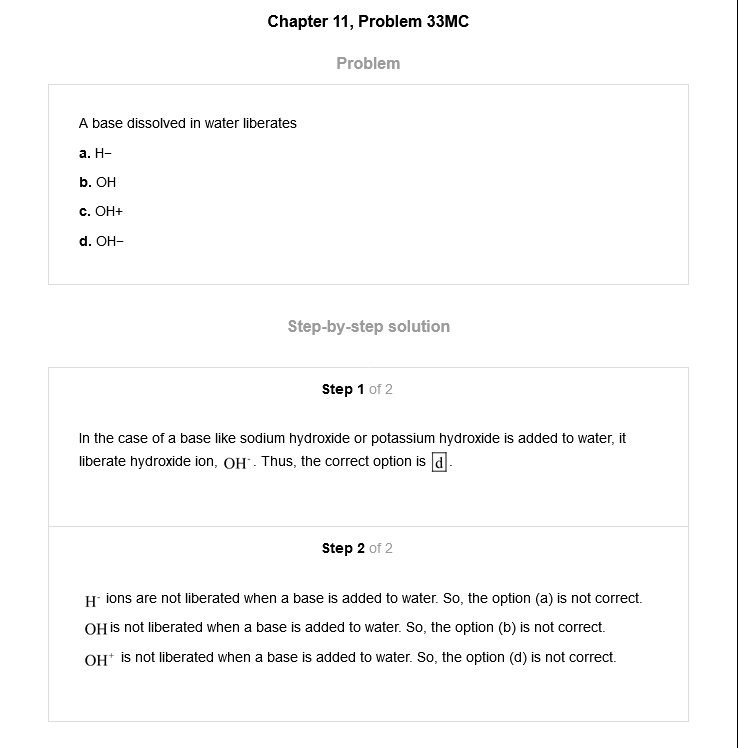 Chapter 11, Problem 33MC
Problem
A base dissolved in water liberates
a. H−
b. OH
c. OH+
d. OH−
Step-by-step solution
Step 1 of 2
In the case of a base like sodium hydroxide or potassium hydroxide is added to water, it
liberate hydroxide ion, OH⁻. Thus, the correct option is d.
Step 2 of 2
H⁻ ions are not liberated when a base is added to water. So, the option (a) is not correct.
OH is not liberated when a base is added to water. So, the option (b) is not correct.
OH⁺ is not liberated when a base is added to water. So, the option (d) is not correct.